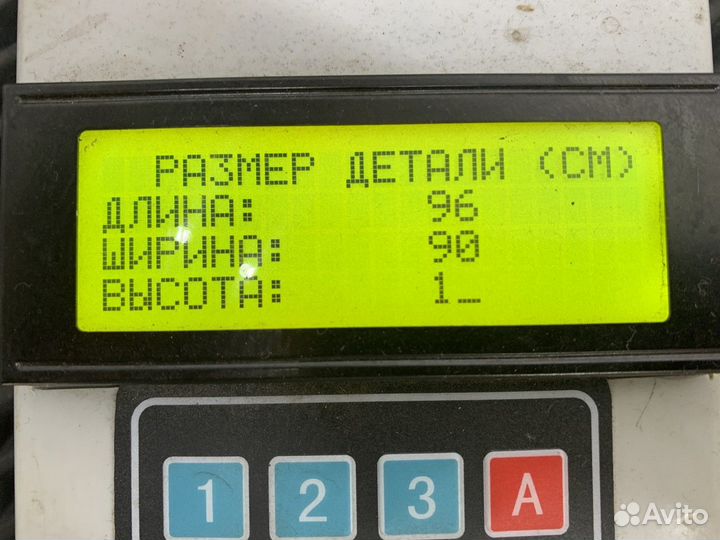 РАЗМЕР ДЕТАЛИ (СМ)
ДЛИНА: 96
ШИРИНА: 90
ВЫСОТА: 1_
1 2 3 A
Avito